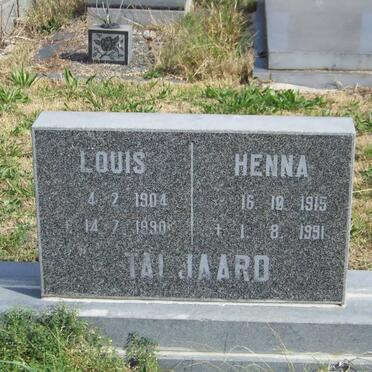 LOUIS
4. 2. 1904
14. 7. 1990
HENNA
16. 10. 1915
+ 1. 8. 1991
TALJAARD